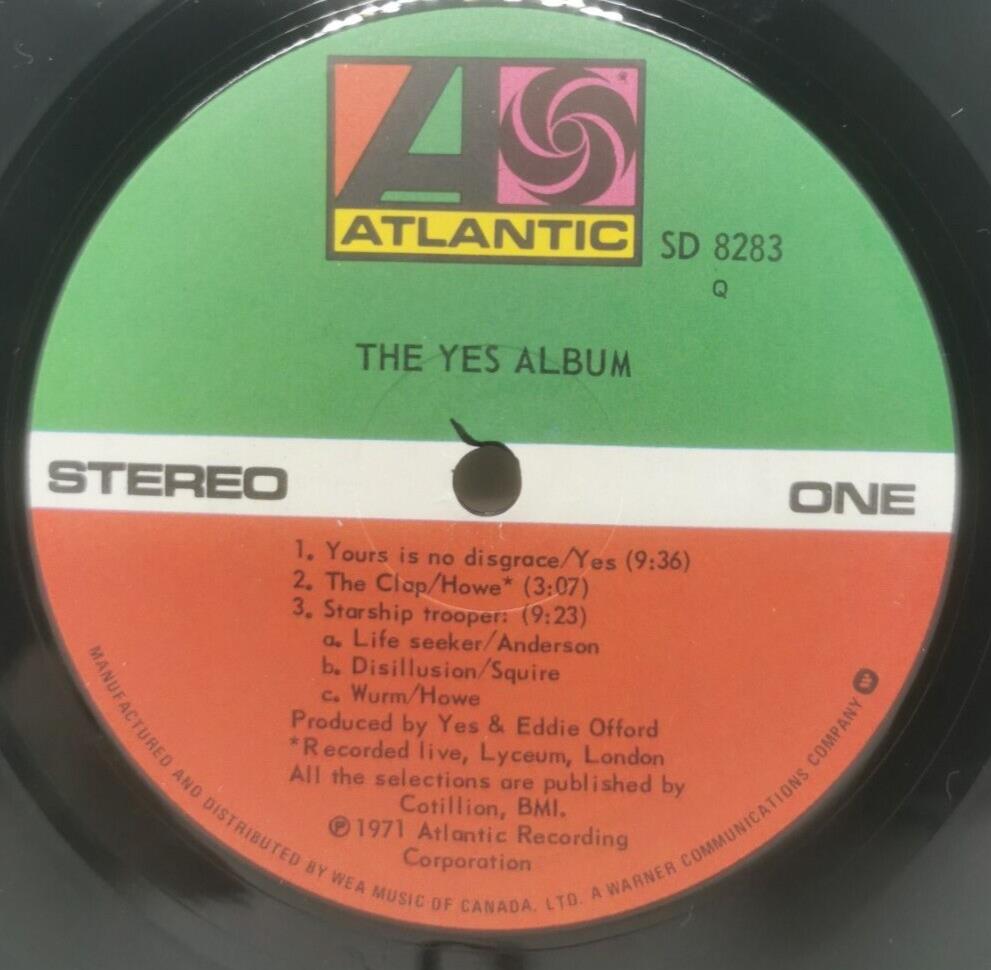 ATLANTIC
SD 8283
Q
THE YES ALBUM
STEREO
ONE
1. Yours is no disgrace/Yes (9:36)
2. The Clap/Howe* (3:07)
3. Starship trooper: (9:23)
a. Life seeker/Anderson
b. Disillusion/Squire
c. Wurm/Howe
Produced by Yes & Eddie Offord
*Recorded live, Lyceum, London
All the selections are published by
Cotillion, BMI.
℗1971 Atlantic Recording
Corporation
MANUFACTURED AND DISTRIBUTED BY WEA MUSIC OF CANADA, LTD. A WARNER COMMUNICATIONS COMPANY